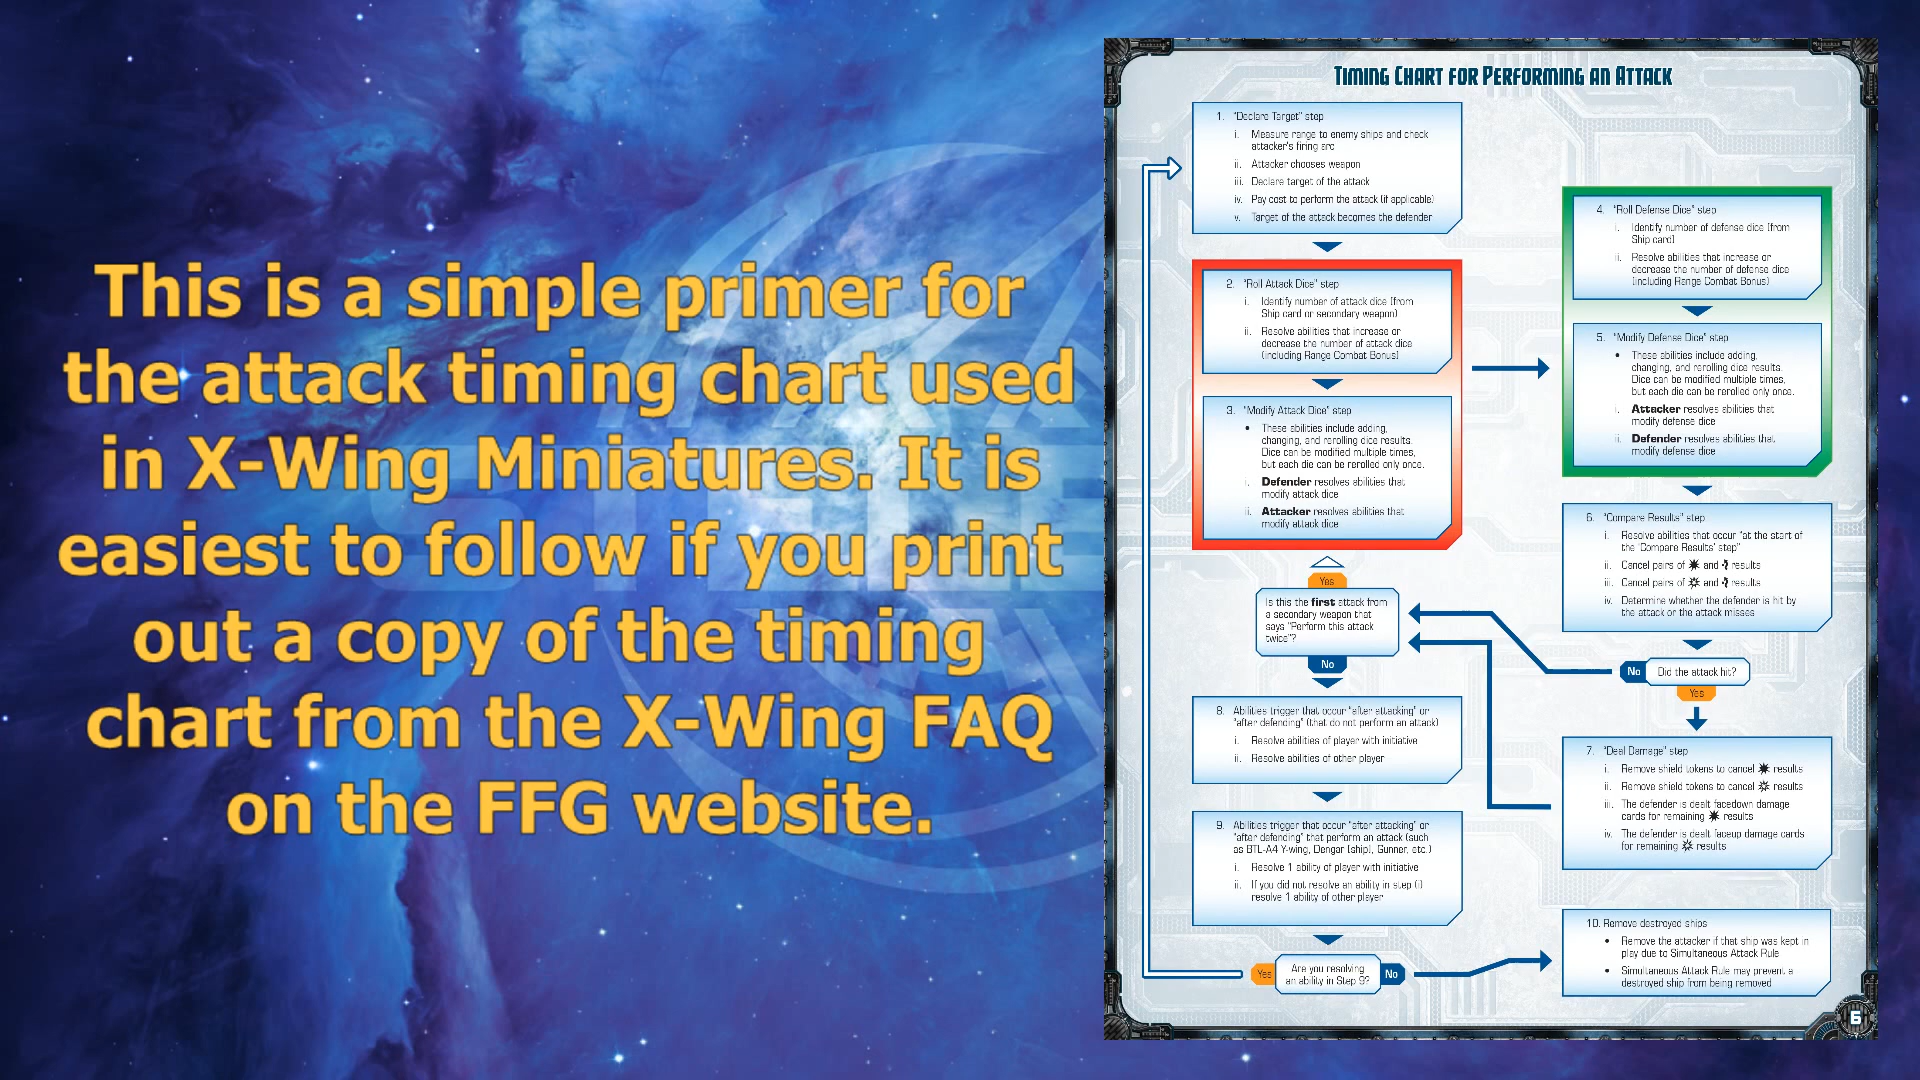 This is a simple primer for
the attack timing chart used
in X-Wing Miniatures. It is
easiest to follow if you print
out a copy of the timing
chart from the X-Wing FAQ
on the FFG website.
Timing Chart for Performing an Attack
1. "Declare Target" step
i. Measure range to enemy ships and check
attacker's firing arc
ii. Attacker chooses weapon
iii. Declare target of the attack
iv. Pay cost to perform the attack (if applicable)
v. Target of the attack becomes the defender
2. "Roll Attack Dice" step
i. Identify number of attack dice (from
Ship card or secondary weapon)
ii. Resolve abilities that increase or
decrease the number of attack dice
(including Range Combat Bonus)
3. "Modify Attack Dice" step
• These abilities include adding,
changing, and rerolling dice results.
Dice can be modified multiple times,
but each die can be rerolled only once.
i. Defender resolves abilities that
modify attack dice
ii. Attacker resolves abilities that
modify attack dice
4. "Roll Defense Dice" step
i. Identify number of defense dice (from
Ship card)
ii. Resolve abilities that increase or
decrease the number of defense dice
(including Range Combat Bonus)
5. "Modify Defense Dice" step
• These abilities include adding,
changing, and rerolling dice results.
Dice can be modified multiple times,
but each die can be rerolled only once.
i. Attacker resolves abilities that
modify defense dice
ii. Defender resolves abilities that
modify defense dice
6. "Compare Results" step
i. Resolve abilities that occur "at the start of
the 'Compare Results' step"
ii. Cancel pairs of and results
iii. Cancel pairs of and results
iv. Determine whether the defender is hit by
the attack or the attack misses
No Did the attack hit?
Yes
7. "Deal Damage" step
i. Remove shield tokens to cancel results
ii. Remove shield tokens to cancel results
iii. The defender is dealt facedown damage
cards for remaining results
iv. The defender is dealt faceup damage cards
for remaining results
Yes
Is this the first attack from
a secondary weapon that
says "Perform this attack
twice"?
No
8. Abilities trigger that occur "after attacking" or
"after defending" (that do not perform an attack)
i. Resolve abilities of player with initiative
ii. Resolve abilities of other player
9. Abilities trigger that occur "after attacking" or
"after defending" that perform an attack (such
as BTL-A4 Y-wing, Dengar (ship), Gunner, etc.)
i. Resolve 1 ability of player with initiative
ii. If you did not resolve an ability in step (i)
resolve 1 ability of other player
Yes Are you resolving
an ability in Step 9? No
10. Remove destroyed ships
• Remove the attacker if that ship was kept in
play due to Simultaneous Attack Rule
• Simultaneous Attack Rule may prevent a
destroyed ship from being removed
6